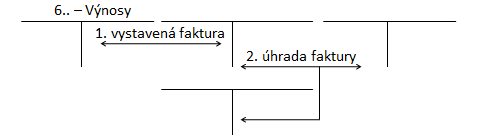 6.. – Výnosy
1. vystavená faktura
2. úhrada faktury